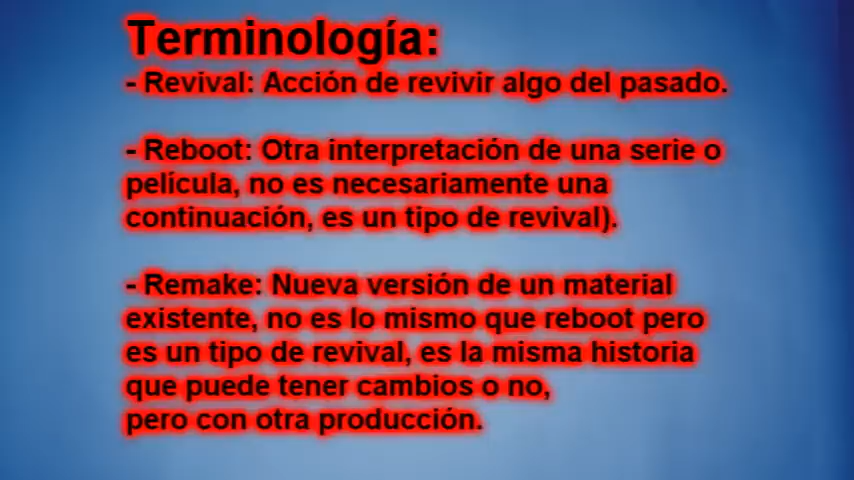 Terminología:
- Revival: Acción de revivir algo del pasado.
- Reboot: Otra interpretación de una serie o
película, no es necesariamente una
continuación, es un tipo de revival).
- Remake: Nueva versión de un material
existente, no es lo mismo que reboot pero
es un tipo de revival, es la misma historia
que puede tener cambios o no,
pero con otra producción.